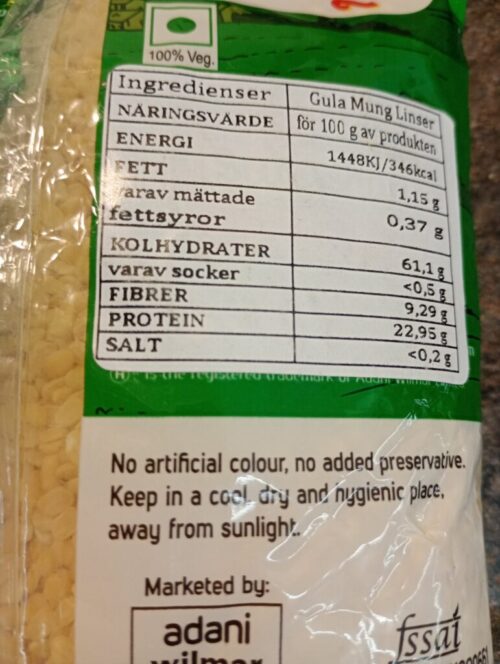 100% Veg.
Ingredienser Gula Mung Linser
NÄRINGSVÄRDE för 100 g av produkten
ENERGI 1448KJ/346kcal
FETT 1,15 g
varav mättade
fettsyror 0,37 g
KOLHYDRATER 61,1 g
varav socker <0,5 g
FIBRER 9,29 g
PROTEIN 22,95 g
SALT <0,2 g
is the registered trademark of Adani Wilmar
No artificial colour, no added preservative.
Keep in a cool, dry and hygienic place,
away from sunlight.
Marketed by:
adani
wilmar
fssai